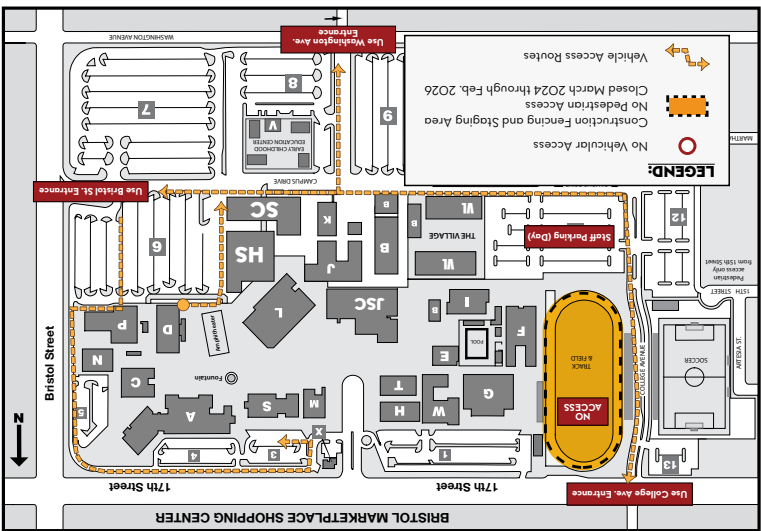 BRISTOL MARKETPLACE SHOPPING CENTER
Use College Ave. Entrance
17th Street
17th Street
13
1
3
4
X
NO
ACCESS
TRACK
& FIELD
SOCCER
COLLEGE AVENUE
ARTESIA ST.
15TH STREET
Pedestrian
access only
from 15th Street
12
G
W
H
T
M
S
A
5
C
N
F
POOL
E
I
B
JSC
Fountain
Amphitheater
L
D
P
Bristol Street
N
Staff Parking (Day)
VL
THE VILLAGE
VL
B
B
B
J
K
HS
SC
6
Use Bristol St. Entrance
CAMPUS DRIVE
LEGEND:
No Vehicular Access
Construction Fencing and Staging Area
No Pedestrian Access
Closed March 2024 through Feb. 2026
Vehicle Access Routes
MARTHA
9
EARLY CHILDHOOD
EDUCATION CENTER
V
8
7
Use Washington Ave.
Entrance
WASHINGTON AVENUE